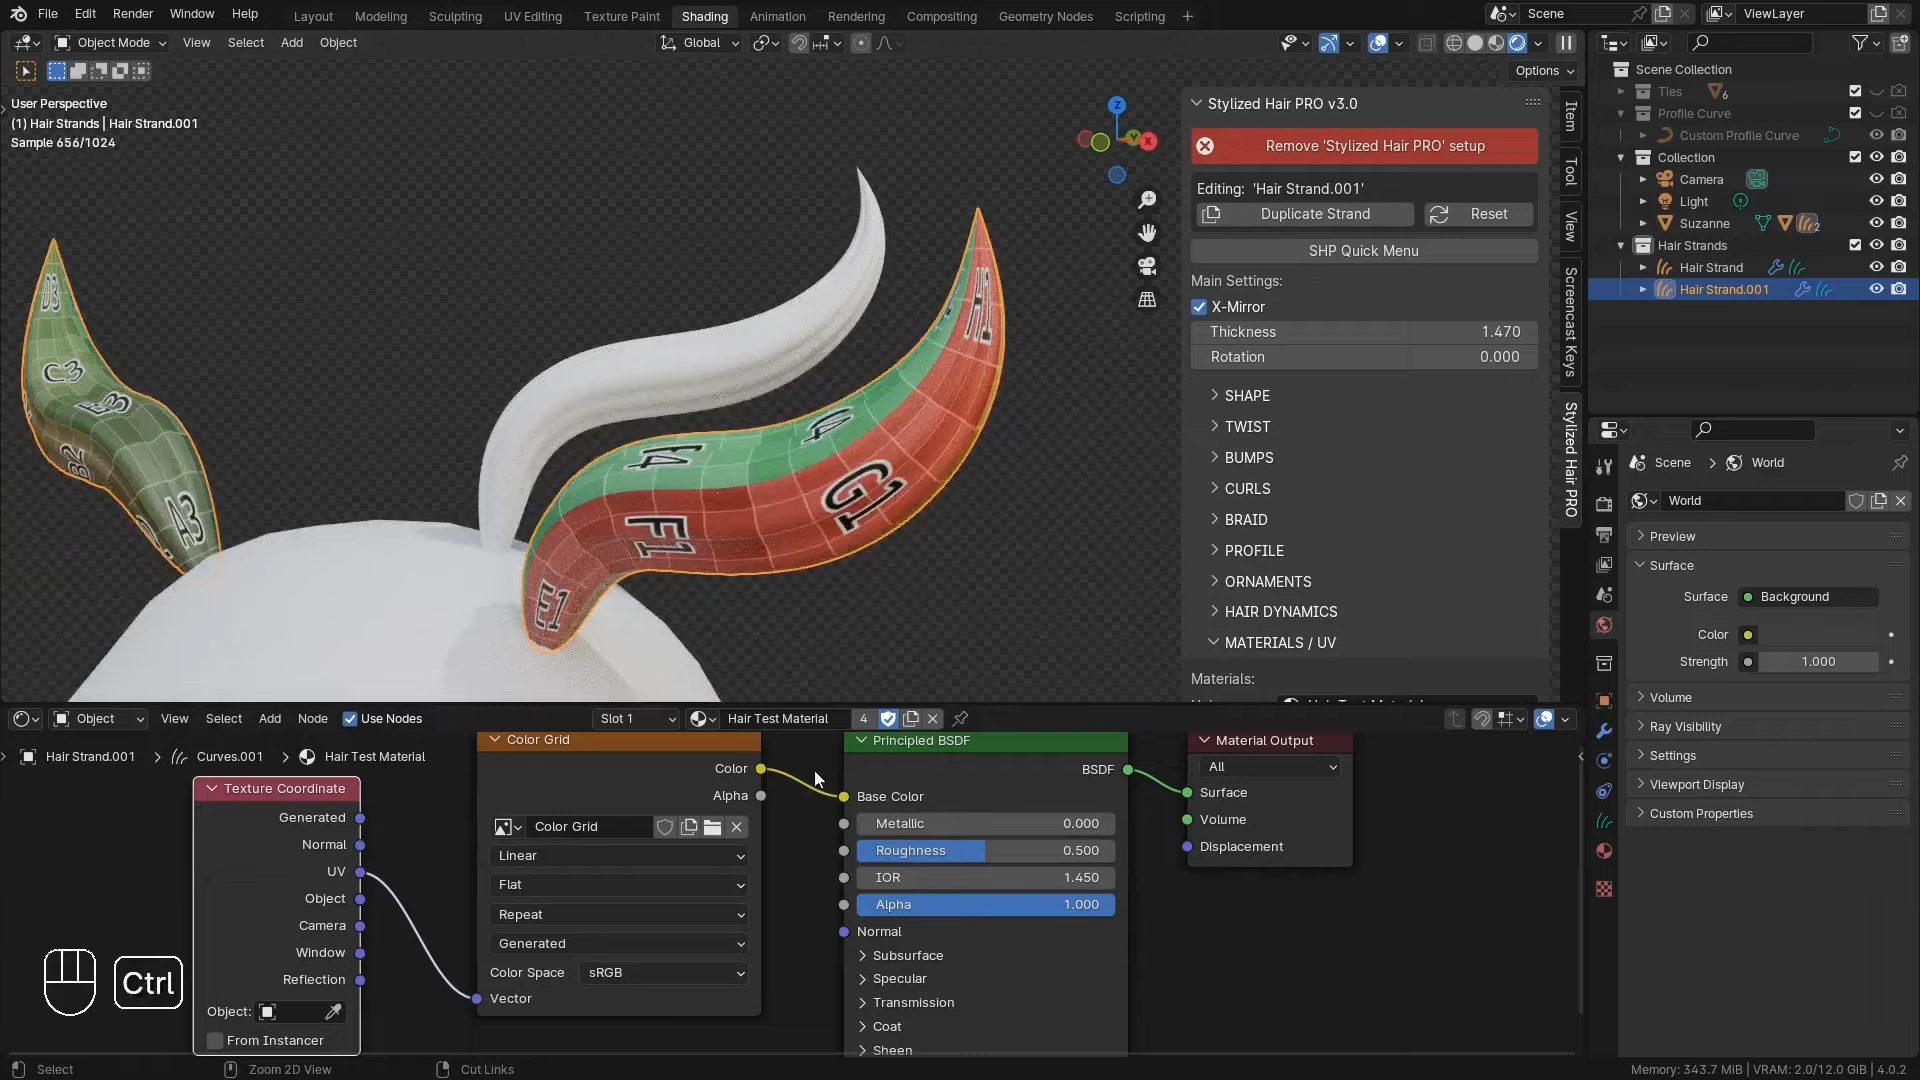 File Edit Render Window Help
Layout Modeling Sculpting UV Editing Texture Paint Shading Animation Rendering Compositing Geometry Nodes Scripting +
Scene
ViewLayer
Object Mode View Select Add Object
Global
Options
User Perspective
(1) Hair Strands | Hair Strand.001
Sample 656/1024
Z
Y
X
D3
C3
B3
B2
A3
H1
G1
F1
E1
Stylized Hair PRO v3.0
Remove 'Stylized Hair PRO' setup
Editing: 'Hair Strand.001'
Duplicate Strand
Reset
SHP Quick Menu
Main Settings:
X-Mirror
Thickness 1.470
Rotation 0.000
SHAPE
TWIST
BUMPS
CURLS
BRAID
PROFILE
ORNAMENTS
HAIR DYNAMICS
MATERIALS / UV
Materials:
Item
Tool
View
Screencast Keys
Stylized Hair PRO
Scene Collection
Ties 6
Profile Curve
Custom Profile Curve
Collection
Camera
Light
Suzanne 2
Hair Strands
Hair Strand
Hair Strand.001
Scene World
World
Preview
Surface
Surface Background
Color
Strength 1.000
Volume
Ray Visibility
Settings
Viewport Display
Custom Properties
Object View Select Add Node Use Nodes Slot 1 Hair Test Material 4
Hair Strand.001 > Curves.001 > Hair Test Material
Texture Coordinate
Generated
Normal
UV
Object
Camera
Window
Reflection
Object:
From Instancer
Color Grid
Color
Alpha
Color Grid
Linear
Flat
Repeat
Generated
Color Space sRGB
Vector
Principled BSDF
BSDF
Base Color
Metallic 0.000
Roughness 0.500
IOR 1.450
Alpha 1.000
Normal
Subsurface
Specular
Transmission
Coat
Sheen
Material Output
All
Surface
Volume
Displacement
Ctrl
Select Zoom 2D View Cut Links
Memory: 343.7 MiB | VRAM: 2.0/12.0 GiB | 4.0.2